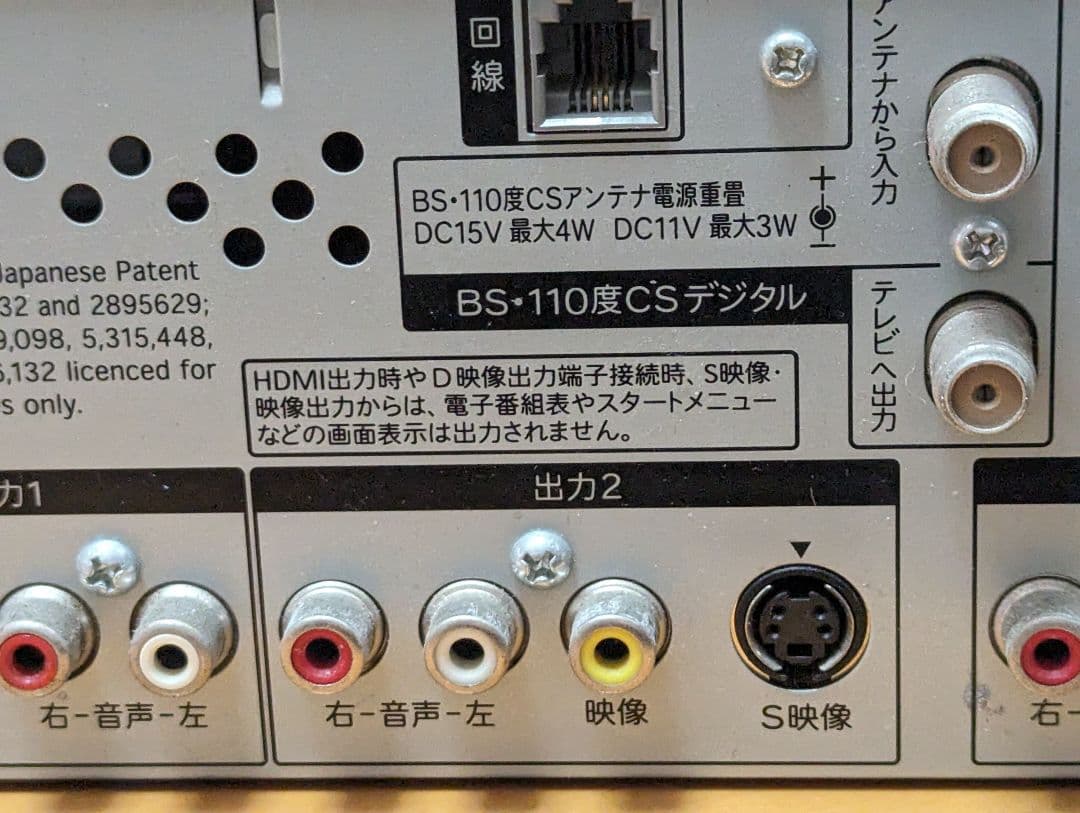 回
線
アンテナから入力
BS・110度CSアンテナ電源重畳
DC15V 最大4W DC11V 最大3W
+
−
BS・110度CSデジタル
テレビへ出力
Japanese Patent
32 and 2895629;
9,098, 5,315,448,
6,132 licenced for
s only.
HDMI出力時やD映像出力端子接続時、S映像・
映像出力からは、電子番組表やスタートメニュー
などの画面表示は出力されません。
力1
出力2
右−音声−左
右−音声−左
映像
S映像
右−